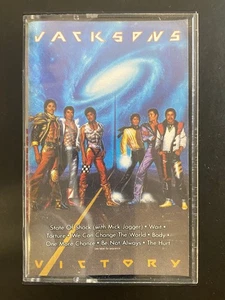 JACKSONS
State Of Shock (with Mick Jagger) • Wait •
Torture • We Can Change The World • Body •
One More Chance • Be Not Always • The Hurt
VICTORY